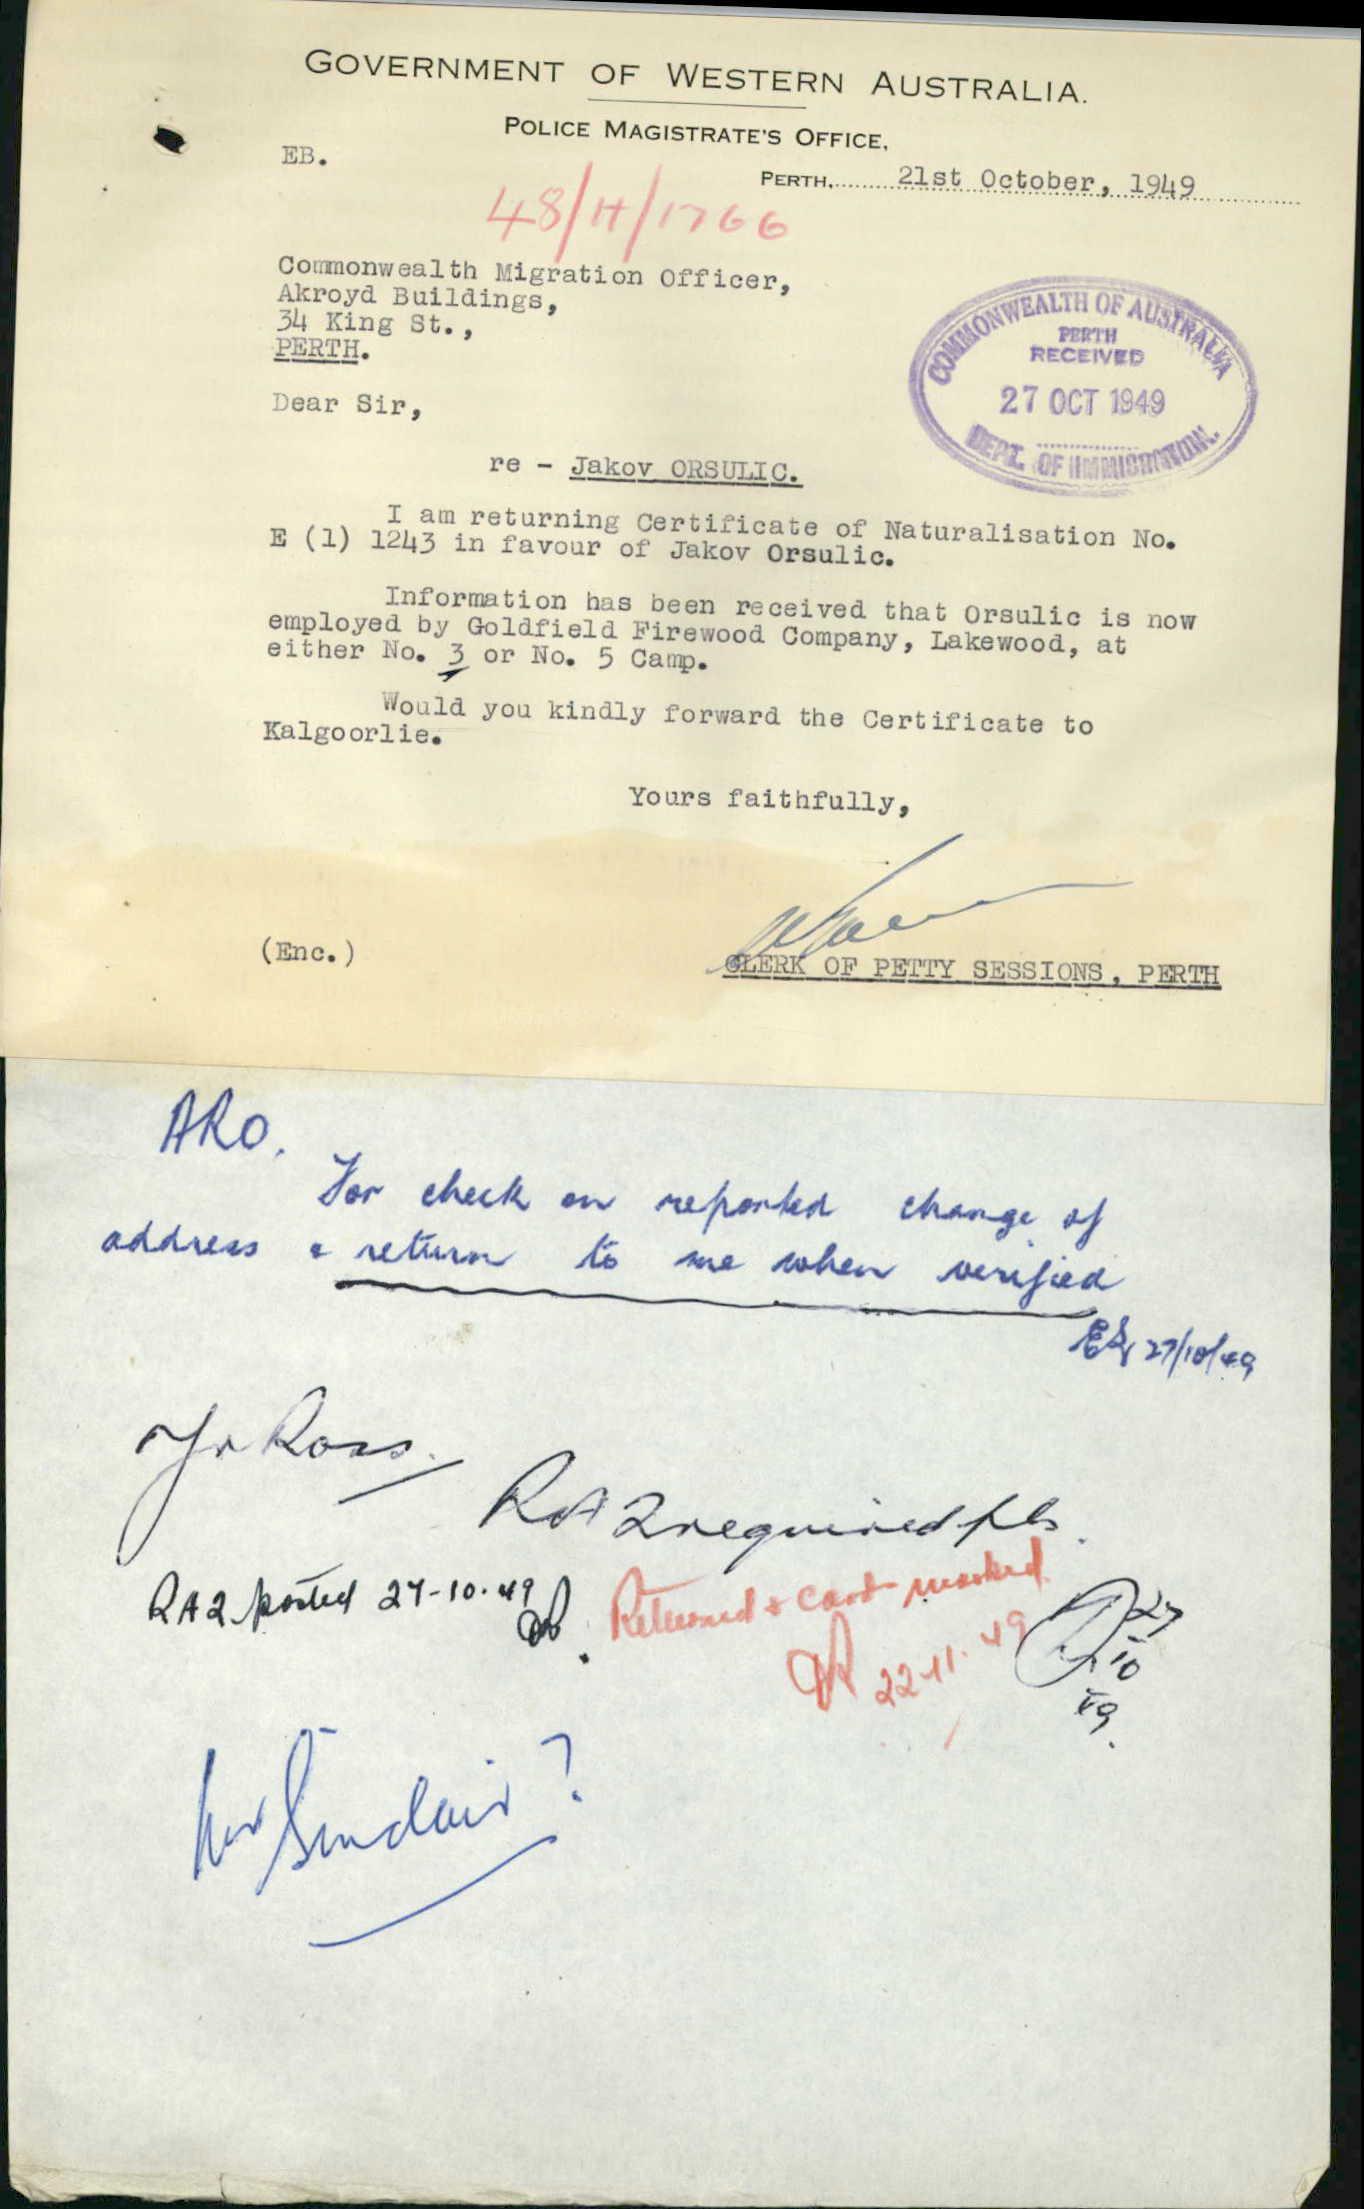 GOVERNMENT OF WESTERN AUSTRALIA.
POLICE MAGISTRATE'S OFFICE,
EB.
PERTH, 21st October, 1949
48/H/1766
Commonwealth Migration Officer,
Akroyd Buildings,
34 King St.,
PERTH.
COMMONWEALTH OF AUSTRALIA
PERTH
RECEIVED
27 OCT 1949
DEPT. OF IMMIGRATION.
Dear Sir,
re - Jakov ORSULIC.
I am returning Certificate of Naturalisation No.
E (1) 1243 in favour of Jakov Orsulic.
Information has been received that Orsulic is now
employed by Goldfield Firewood Company, Lakewood, at
either No. 3 or No. 5 Camp.
Would you kindly forward the Certificate to
Kalgoorlie.
Yours faithfully,
(Enc.)
CLERK OF PETTY SESSIONS, PERTH
ARO.
For check on reported change of
address & return to me when verified
27/10/49
Mr Ross.
RA2 required pls.
RA2 posted 27-10-49
Returned & card marked
22-11-49
27
10
49.
Mr Sinclair?